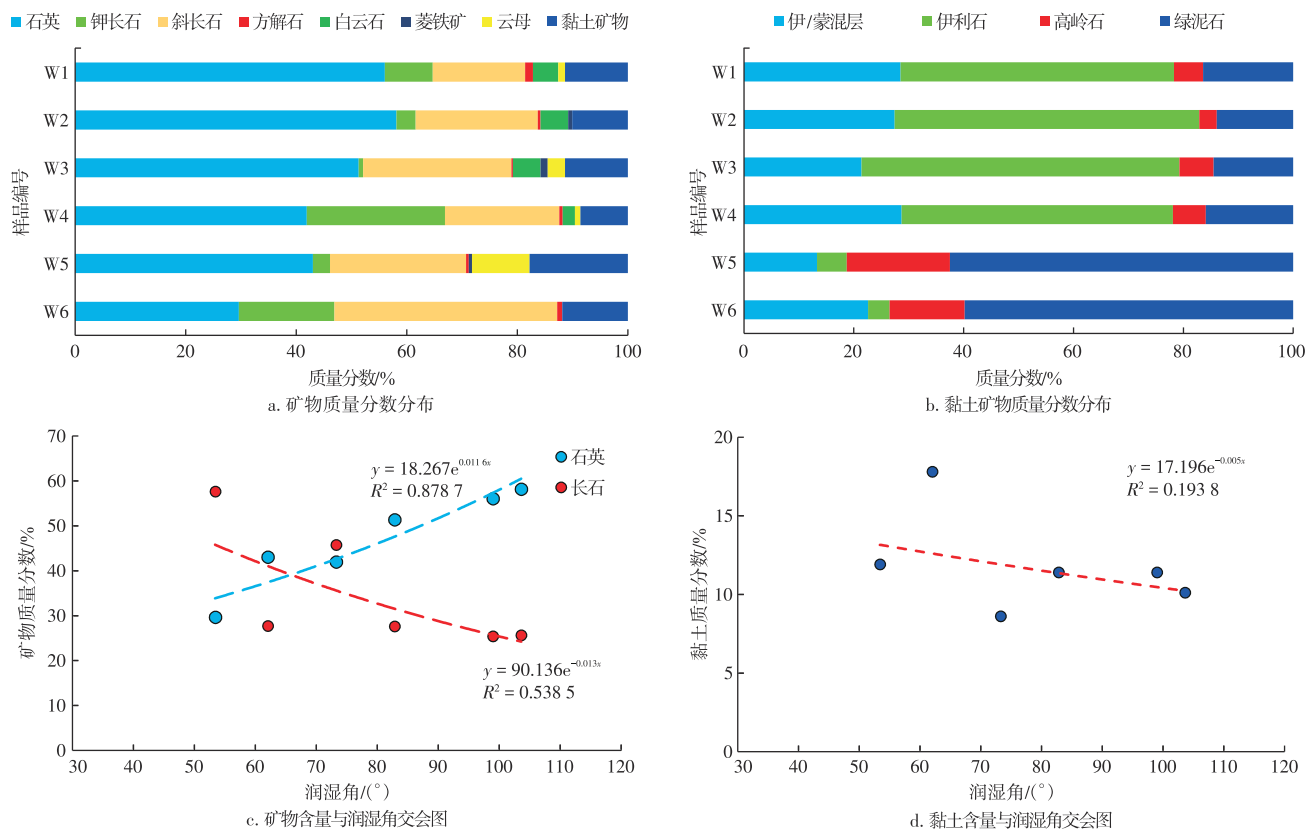 石英 钾长石 斜长石 方解石 白云石 菱铁矿 云母 黏土矿物
样品编号
W1
W2
W3
W4
W5
W6
0 20 40 60 80 100
质量分数/%
a. 矿物质量分数分布
伊/蒙混层 伊利石 高岭石 绿泥石
样品编号
W1
W2
W3
W4
W5
W6
0 20 40 60 80 100
质量分数/%
b. 黏土矿物质量分数分布
矿物质量分数/%
70
60
50
40
30
20
10
0
y = 18.267e^0.011 6x
R² = 0.878 7
石英
长石
y = 90.136e^−0.013x
R² = 0.538 5
30 40 50 60 70 80 90 100 110 120
润湿角/(°)
c. 矿物含量与润湿角交会图
黏土质量分数/%
20
15
10
5
0
y = 17.196e^−0.005x
R² = 0.193 8
30 40 50 60 70 80 90 100 110 120
润湿角/(°)
d. 黏土含量与润湿角交会图